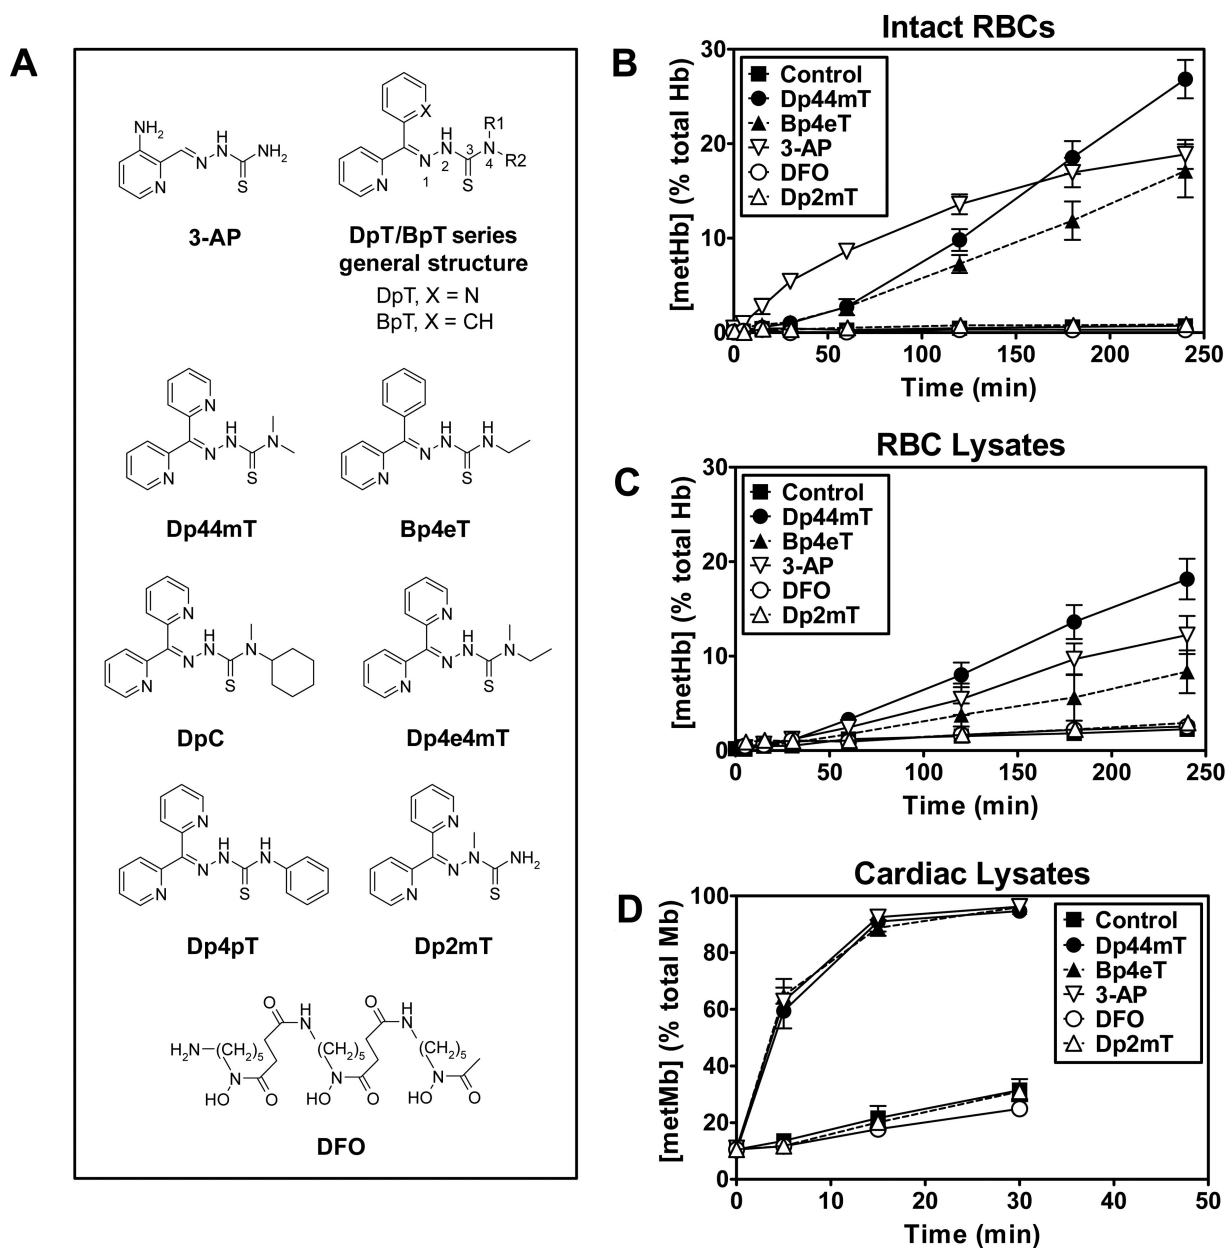 A
NH₂
H
N
N
NH₂
N
S
3-AP
X
R1
H
3
N
N
R2
N
2
4
1
S
DpT/BpT series
general structure
DpT, X = N
BpT, X = CH
N
H
N
N
N
N
S
Dp44mT
H
H
N
N
N
N
S
Bp4eT
N
H
N
N
N
N
S
DpC
N
H
N
N
N
N
S
Dp4e4mT
N
H
H
N
N
N
N
S
Dp4pT
N
N
N
NH₂
N
S
Dp2mT
O
H
N
O
H
N
H₂N
(CH₂)₅
(CH₂)₅
(CH₂)₅
N
N
N
O
HO
O
HO
O
HO
DFO
B
Intact RBCs
[metHb] (% total Hb)
30
20
10
0
Control
Dp44mT
Bp4eT
3-AP
DFO
Dp2mT
0 50 100 150 200 250
Time (min)
C
RBC Lysates
[metHb] (% total Hb)
30
20
10
0
Control
Dp44mT
Bp4eT
3-AP
DFO
Dp2mT
0 50 100 150 200 250
Time (min)
D
Cardiac Lysates
[metMb] (% total Mb)
100
80
60
40
20
0
Control
Dp44mT
Bp4eT
3-AP
DFO
Dp2mT
0 10 20 30 40 50
Time (min)